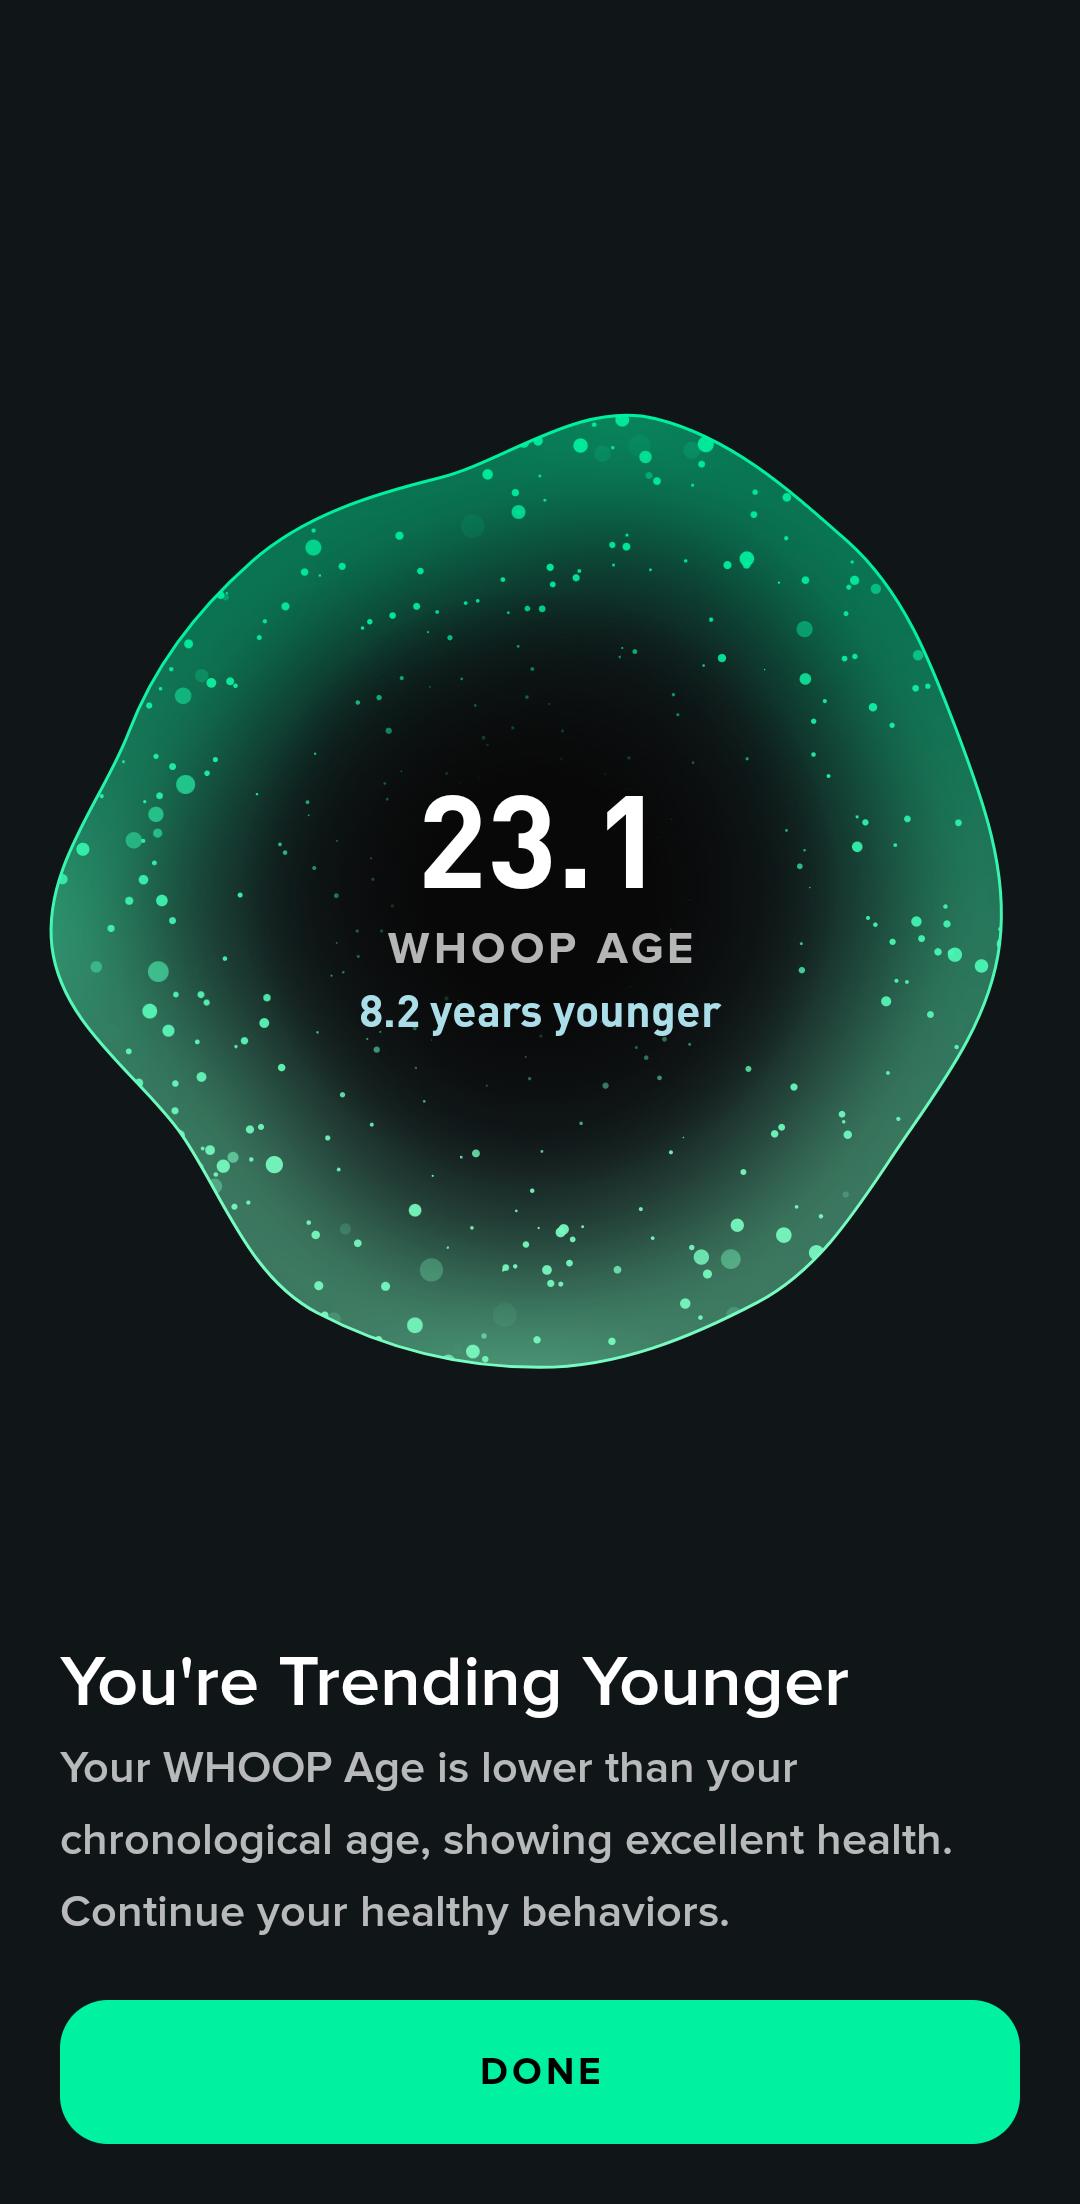 23.1
WHOOP AGE
8.2 years younger
You're Trending Younger
Your WHOOP Age is lower than your
chronological age, showing excellent health.
Continue your healthy behaviors.
DONE